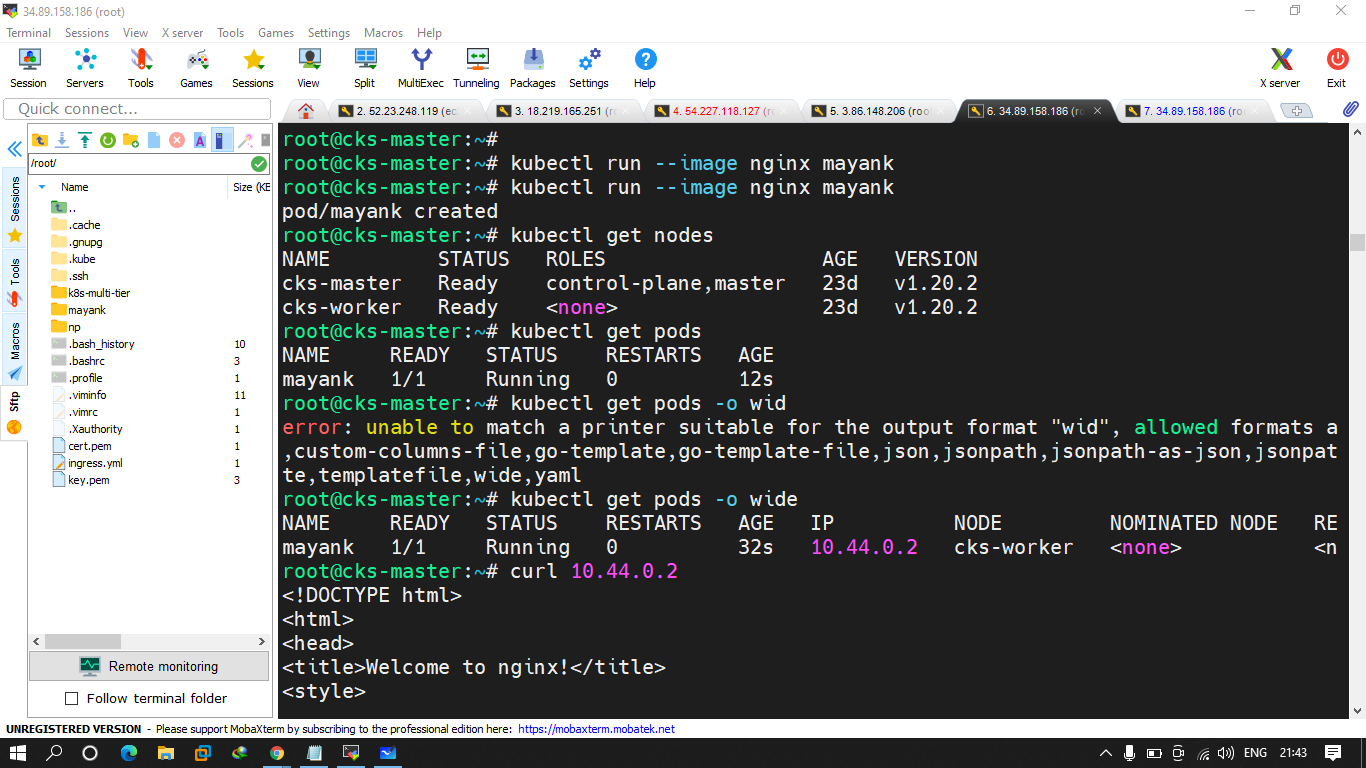 34.89.158.186 (root)
Terminal Sessions View X server Tools Games Settings Macros Help
Session Servers Tools Games Sessions View Split MultiExec Tunneling Packages Settings Help X server Exit
Quick connect...
2. 52.23.248.119 (ec
3. 18.219.165.251 (ro
4. 54.227.118.127 (ro
5. 3.86.148.206 (root
6. 34.89.158.186 (root
7. 34.89.158.186 (ro
/root/
Name Size (KB
..
.cache
.gnupg
.kube
.ssh
k8s-multi-tier
mayank
np
.bash_history 10
.bashrc 3
.profile 1
.viminfo 11
.vimrc 1
.Xauthority 1
cert.pem 1
ingress.yml 1
key.pem 3
Sessions
Tools
Macros
Sftp
Remote monitoring
Follow terminal folder
root@cks-master:~#
root@cks-master:~# kubectl run --image nginx mayank
root@cks-master:~# kubectl run --image nginx mayank
pod/mayank created
root@cks-master:~# kubectl get nodes
NAME STATUS ROLES AGE VERSION
cks-master Ready control-plane,master 23d v1.20.2
cks-worker Ready <none> 23d v1.20.2
root@cks-master:~# kubectl get pods
NAME READY STATUS RESTARTS AGE
mayank 1/1 Running 0 12s
root@cks-master:~# kubectl get pods -o wid
error: unable to match a printer suitable for the output format "wid", allowed formats a
,custom-columns-file,go-template,go-template-file,json,jsonpath,jsonpath-as-json,jsonpat
te,templatefile,wide,yaml
root@cks-master:~# kubectl get pods -o wide
NAME READY STATUS RESTARTS AGE IP NODE NOMINATED NODE RE
mayank 1/1 Running 0 32s 10.44.0.2 cks-worker <none> <n
root@cks-master:~# curl 10.44.0.2
<!DOCTYPE html>
<html>
<head>
<title>Welcome to nginx!</title>
<style>
UNREGISTERED VERSION - Please support MobaXterm by subscribing to the professional edition here: https://mobaxterm.mobatek.net
ENG 21:43